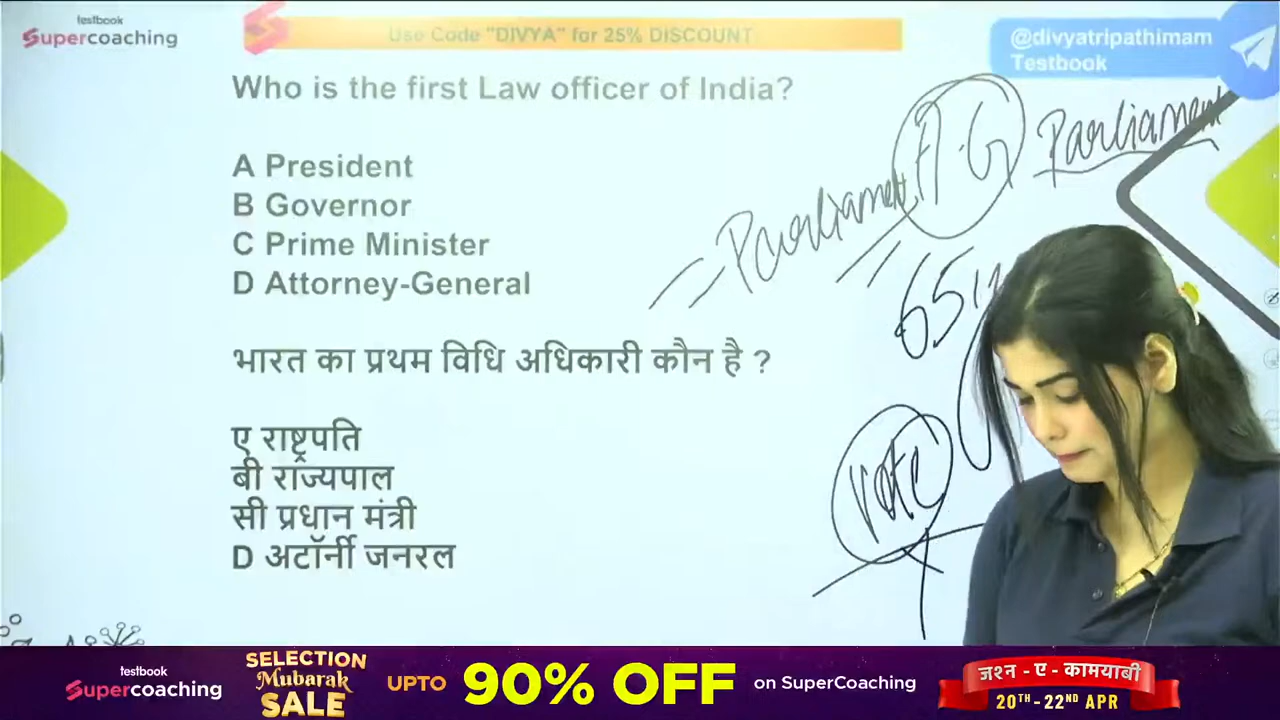 testbook
Supercoaching
Use Code "DIVYA" for 25% DISCOUNT
@divyatripathimam
Testbook
Who is the first Law officer of India?
A President
B Governor
C Prime Minister
D Attorney-General
A.G
Parliament
= Parliament
65
Vote
भारत का प्रथम विधि अधिकारी कौन है ?
ए राष्ट्रपति
बी राज्यपाल
सी प्रधान मंत्री
D अटॉर्नी जनरल
testbook
Supercoaching
SELECTION
Mubarak
SALE
UPTO 90% OFF on SuperCoaching
जश्न - ए - कामयाबी
20TH - 22ND APR